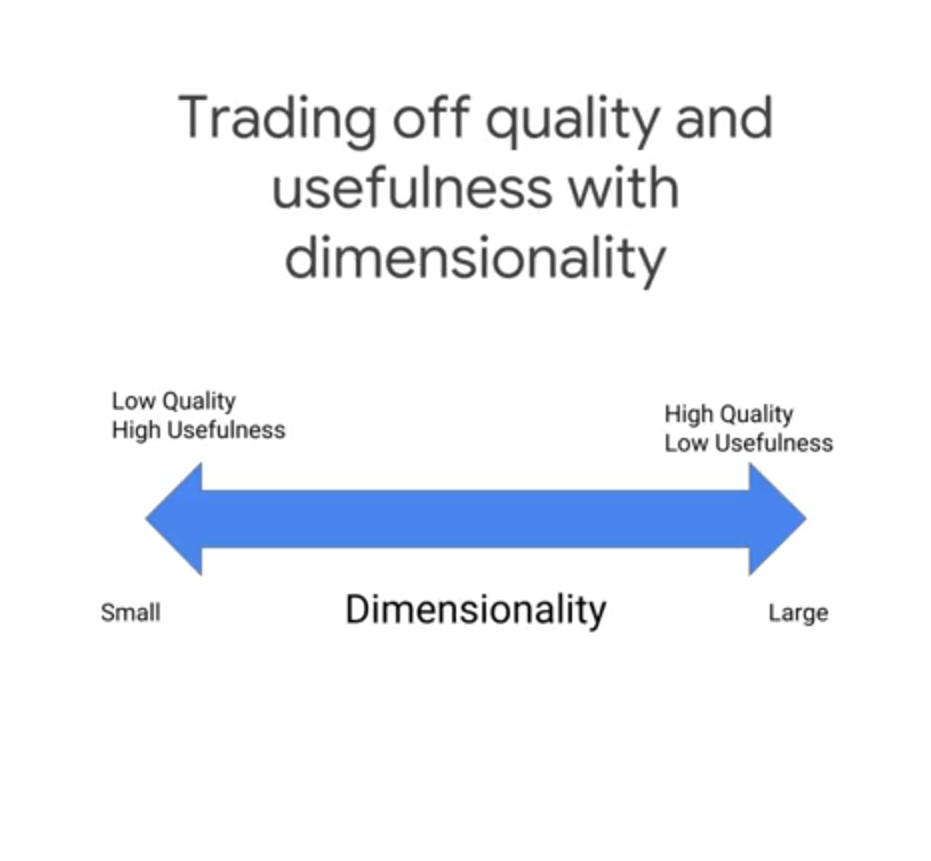 Trading off quality and
usefulness with
dimensionality
Low Quality
High Usefulness
High Quality
Low Usefulness
Small
Dimensionality
Large